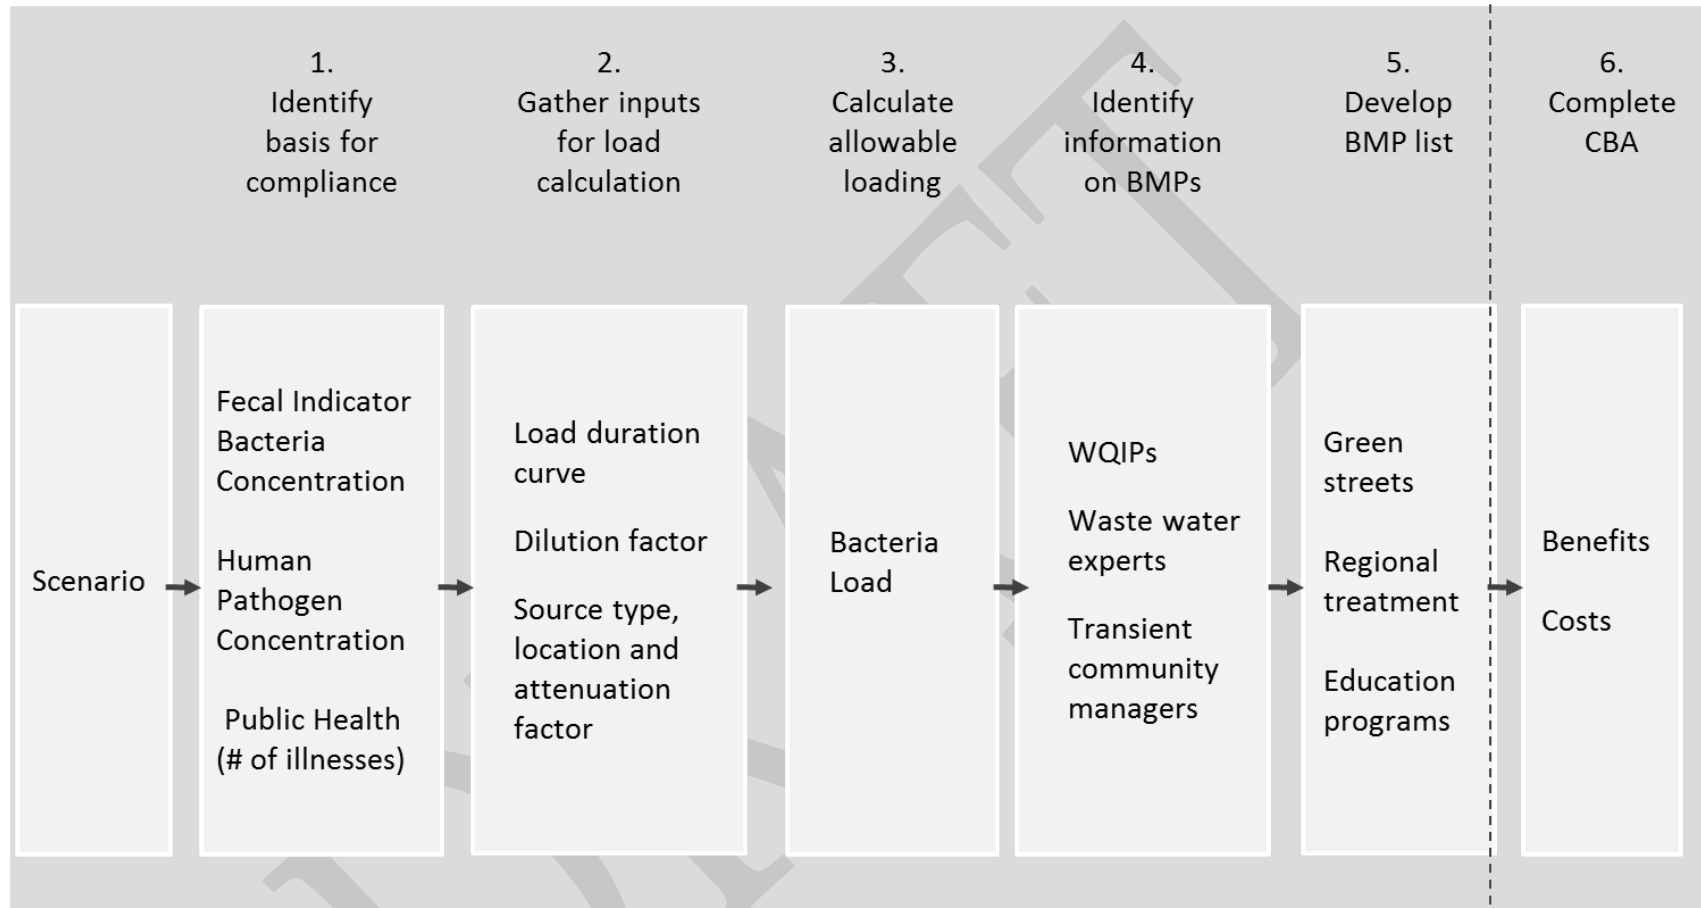 1.
Identify
basis for
compliance
2.
Gather inputs
for load
calculation
3.
Calculate
allowable
loading
4.
Identify
information
on BMPs
5.
Develop
BMP list
6.
Complete
CBA
Scenario
Fecal Indicator
Bacteria
Concentration
Human
Pathogen
Concentration
Public Health
(# of illnesses)
Load duration
curve
Dilution factor
Source type,
location and
attenuation
factor
Bacteria
Load
WQIPs
Waste water
experts
Transient
community
managers
Green
streets
Regional
treatment
Education
programs
Benefits
Costs
DRAFT